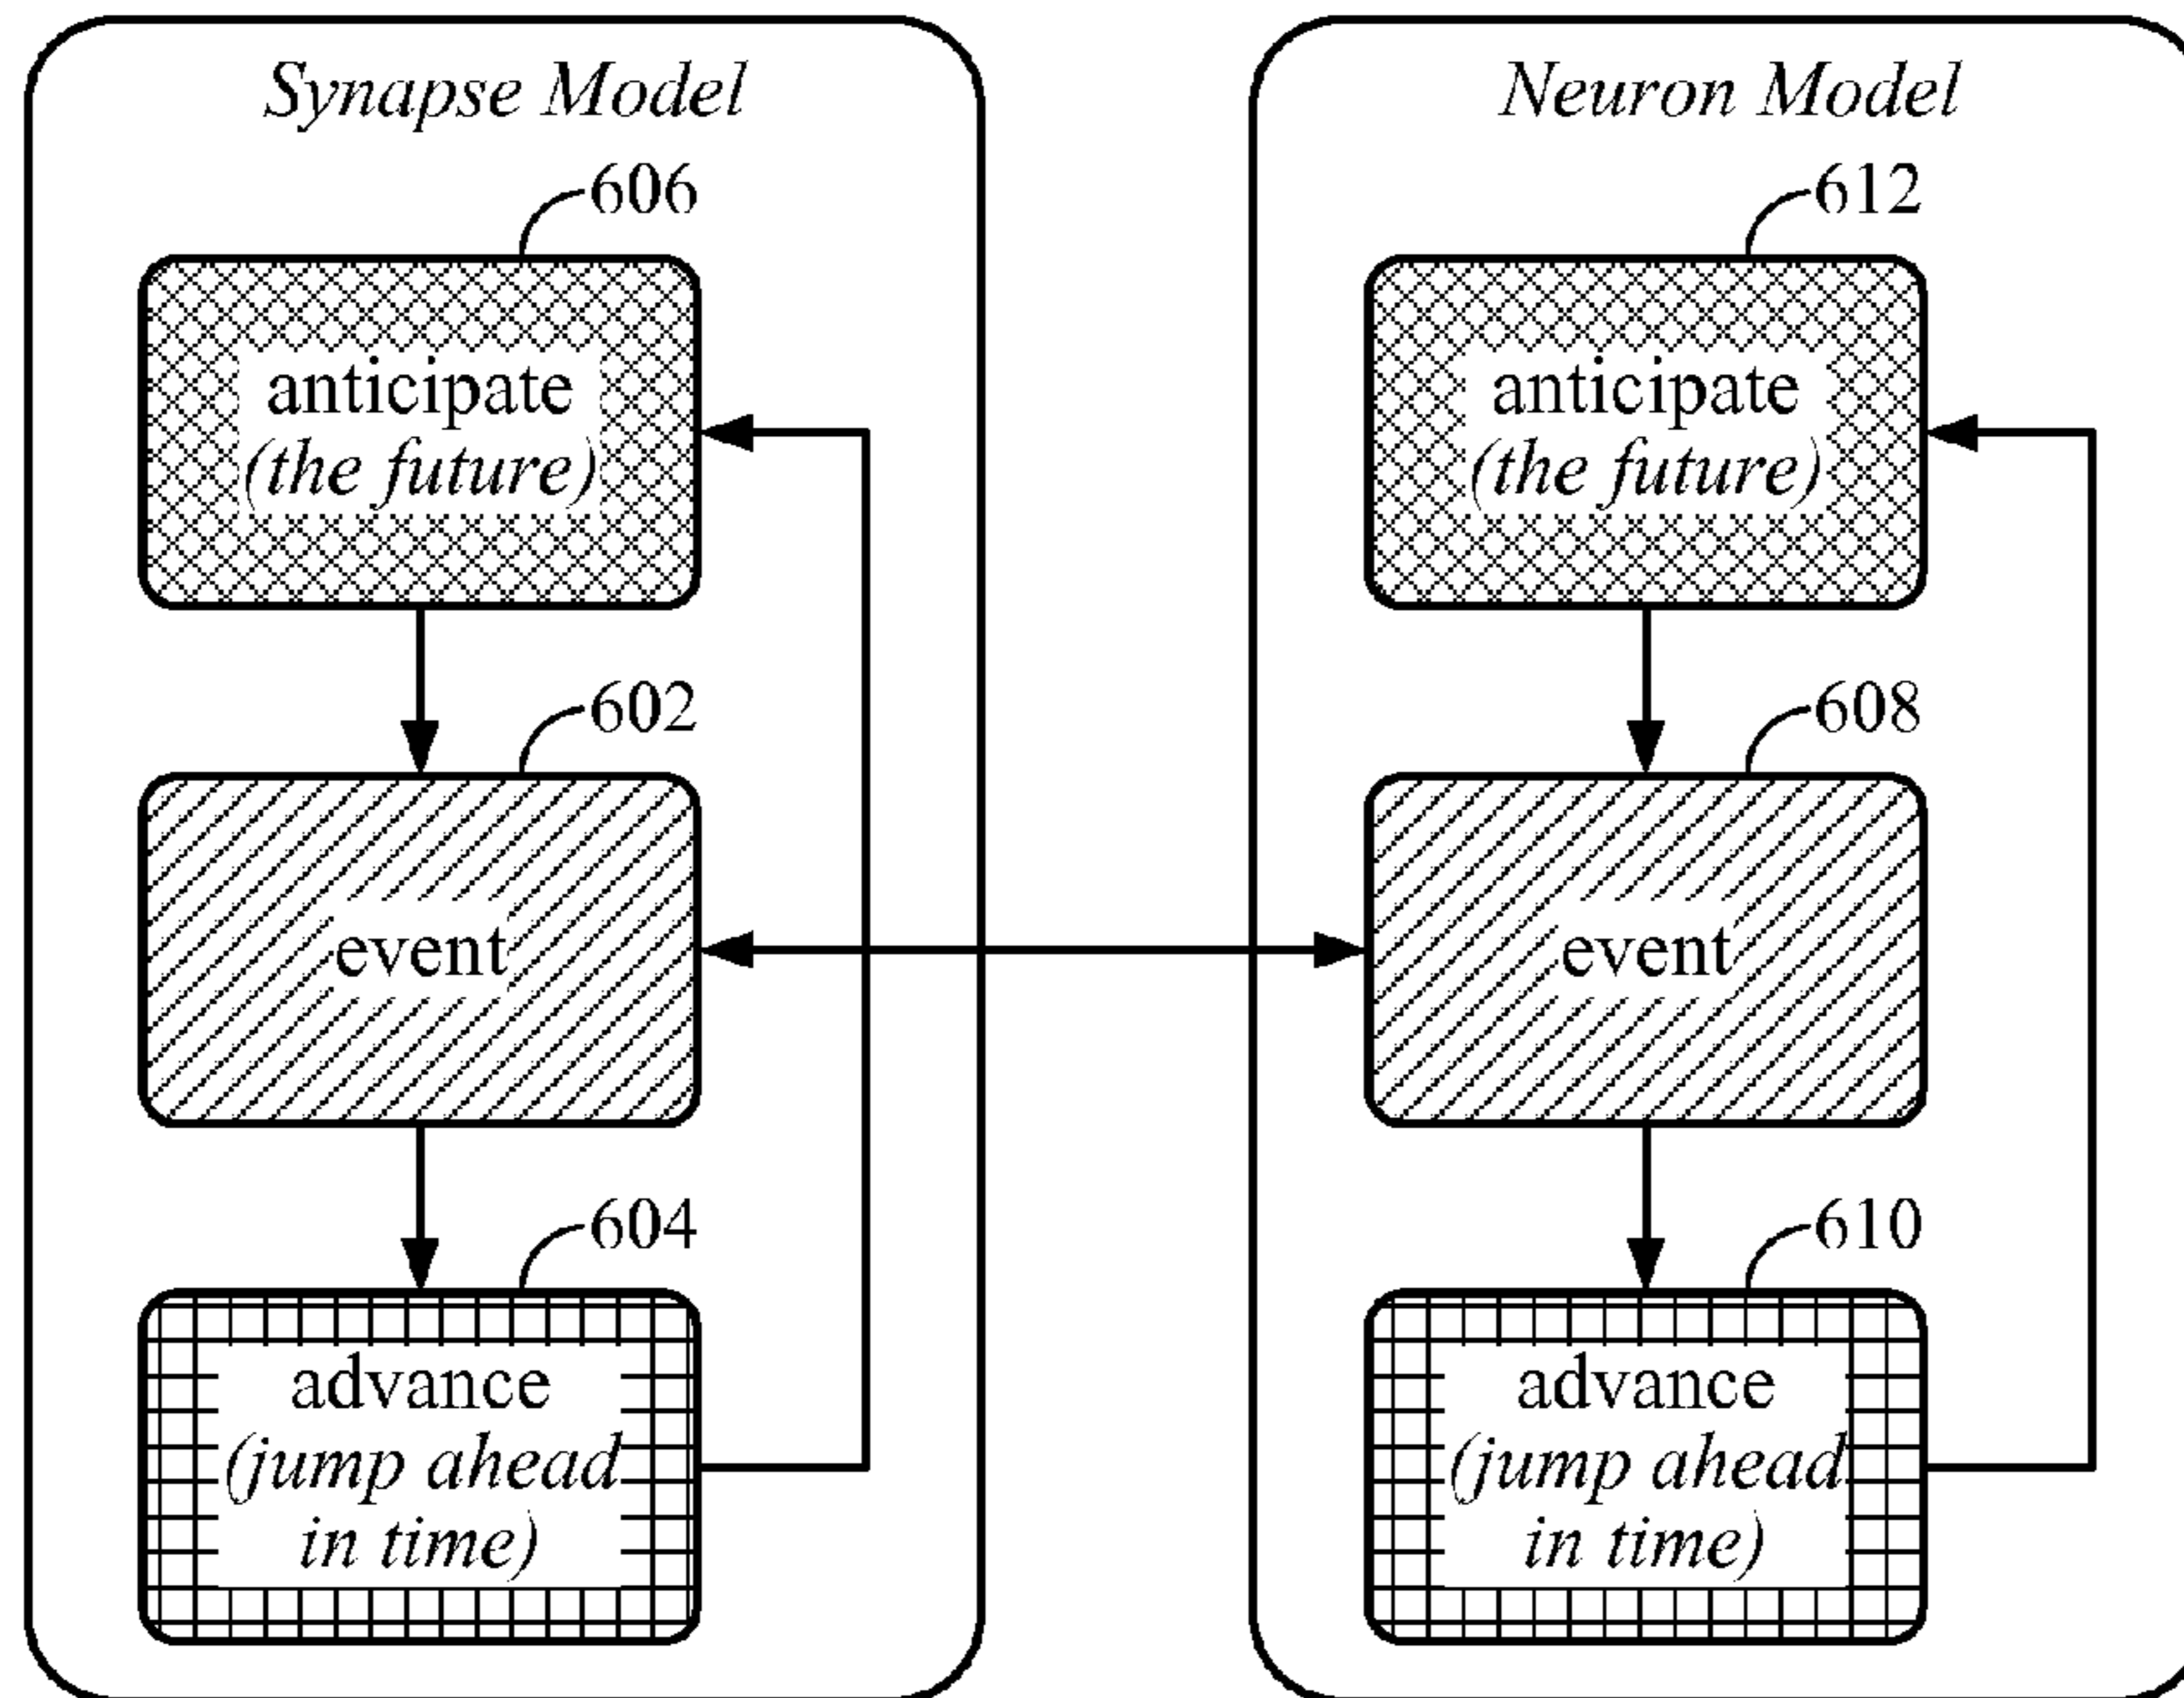 Synapse Model
606
anticipate
(the future)
602
event
604
advance
(jump ahead
in time)
Neuron Model
612
anticipate
(the future)
608
event
610
advance
(jump ahead
in time)